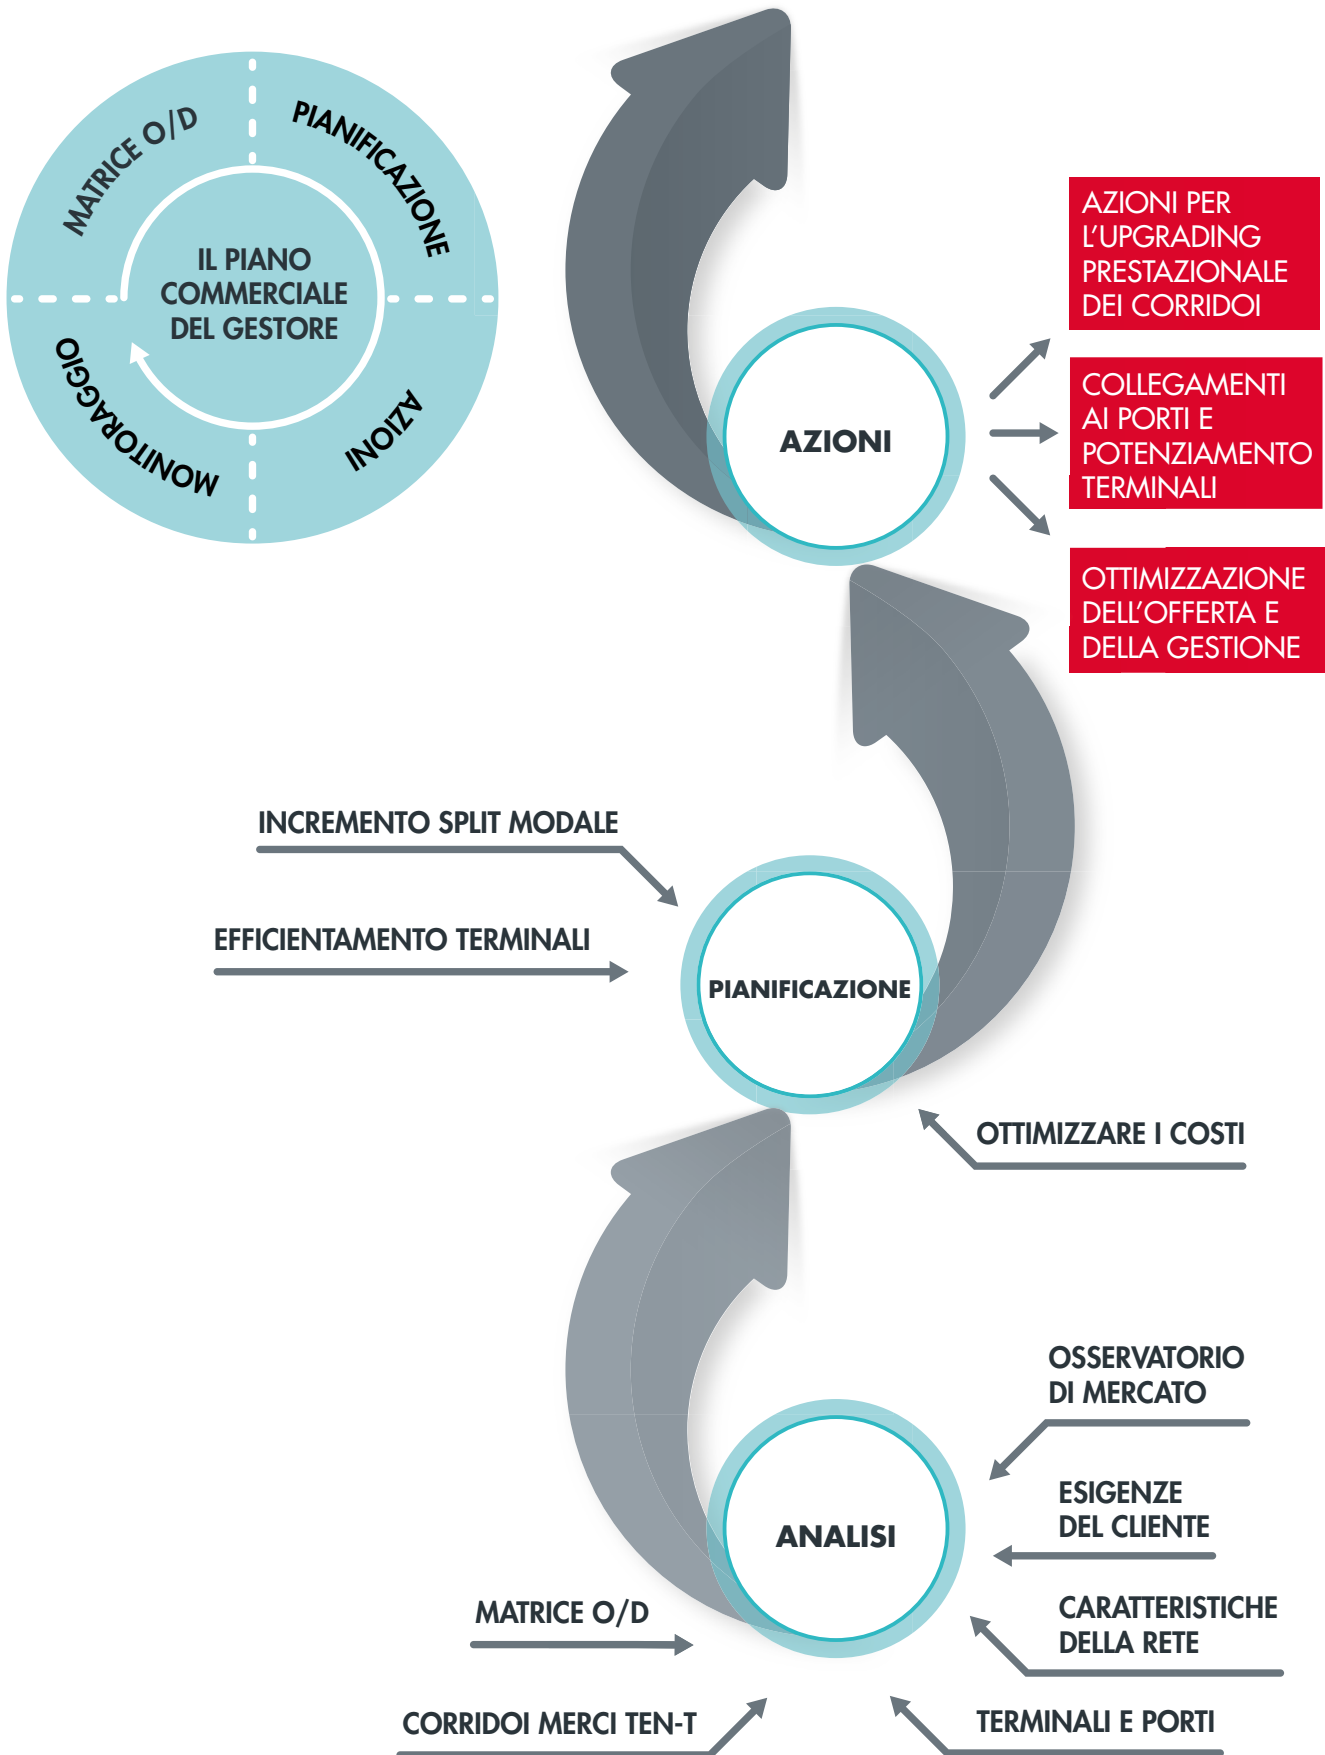 MATRICE O/D
PIANIFICAZIONE
IL PIANO
COMMERCIALE
DEL GESTORE
MONITORAGGIO
AZIONI
AZIONI PER
L’UPGRADING
PRESTAZIONALE
DEI CORRIDOI
AZIONI
COLLEGAMENTI
AI PORTI E
POTENZIAMENTO
TERMINALI
OTTIMIZZAZIONE
DELL’OFFERTA E
DELLA GESTIONE
INCREMENTO SPLIT MODALE
EFFICIENTAMENTO TERMINALI
PIANIFICAZIONE
OTTIMIZZARE I COSTI
OSSERVATORIO
DI MERCATO
ESIGENZE
DEL CLIENTE
ANALISI
MATRICE O/D
CARATTERISTICHE
DELLA RETE
CORRIDOI MERCI TEN-T
TERMINALI E PORTI